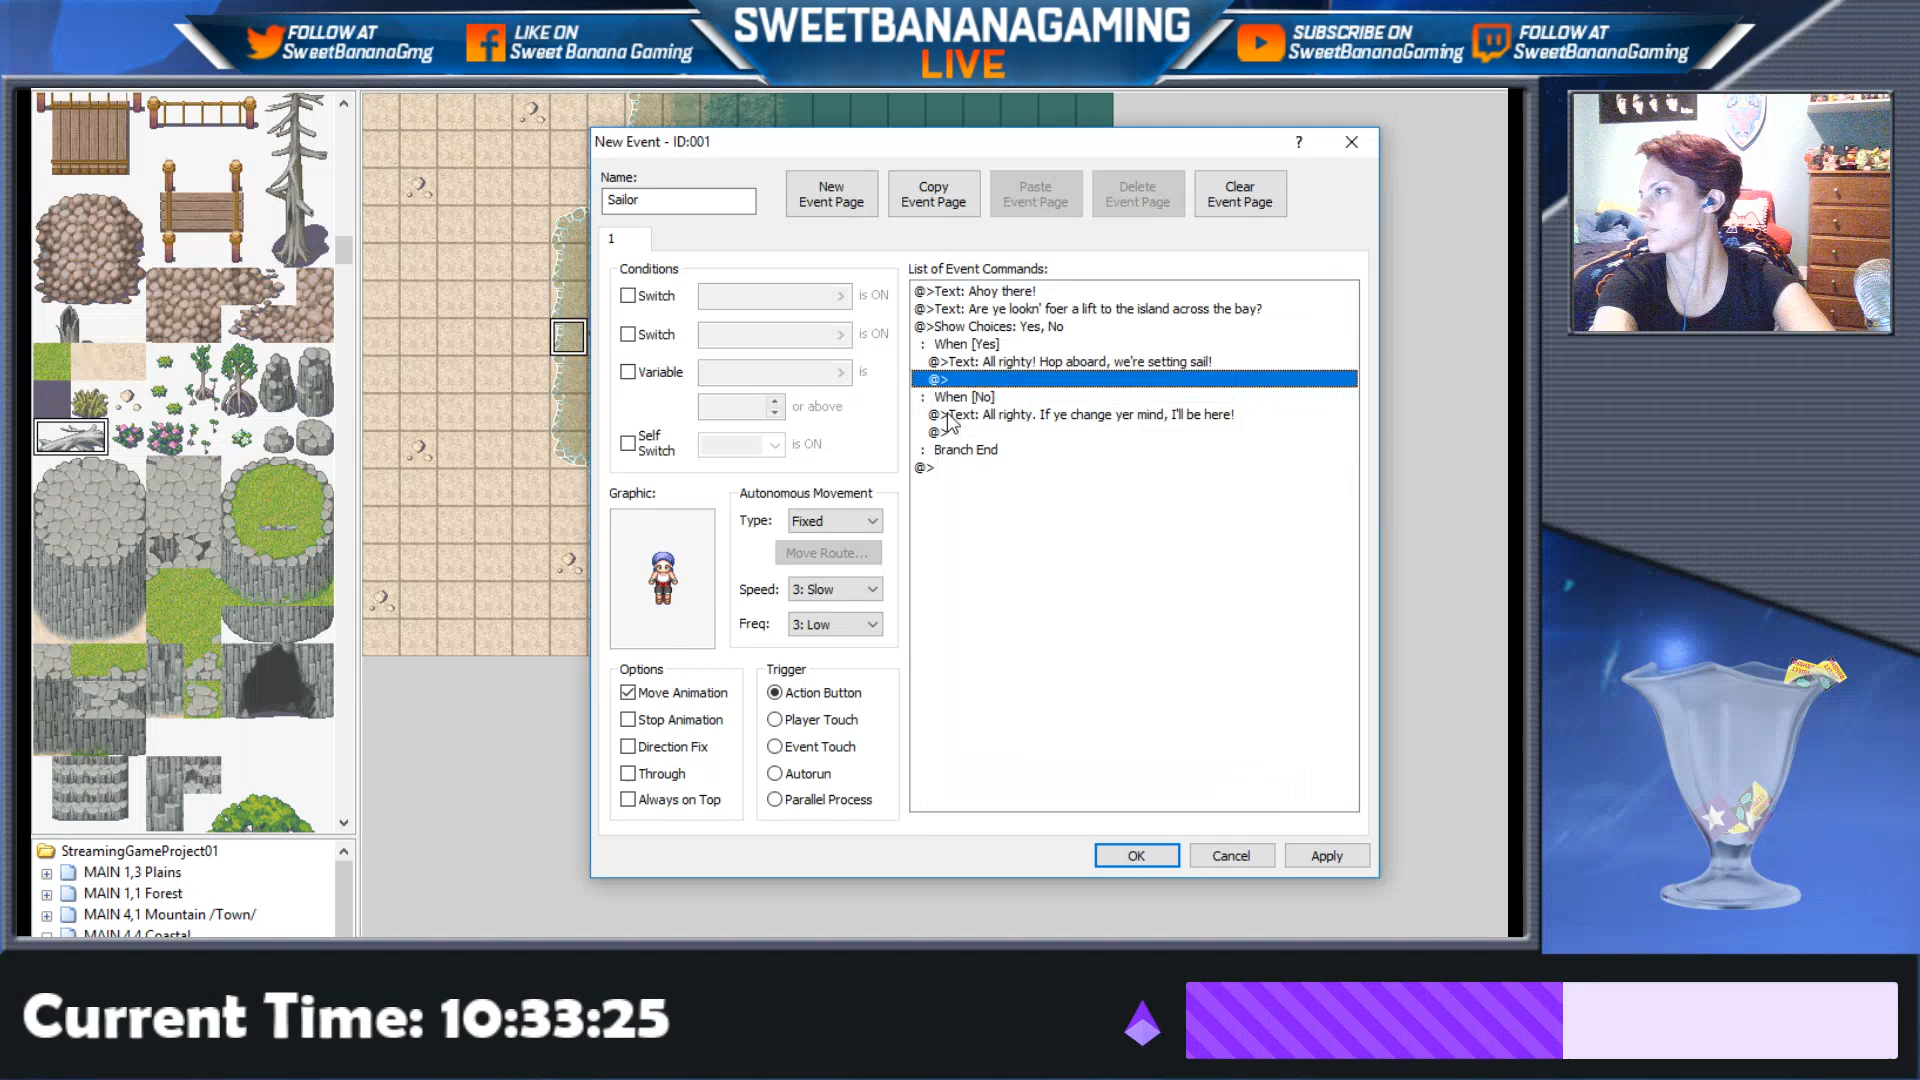 FOLLOW AT
SweetBananaGmg
LIKE ON
Sweet Banana Gaming
SWEETBANANAGAMING
LIVE
SUBSCRIBE ON
SweetBananaGaming
FOLLOW AT
SweetBananaGaming
New Event - ID:001
?
Name:
Sailor
New
Event Page
Copy
Event Page
Paste
Event Page
Delete
Event Page
Clear
Event Page
1
Conditions
Switch
is ON
Switch
is ON
Variable
is
or above
Self
Switch
is ON
Graphic:
Autonomous Movement
Type:
Fixed
Move Route...
Speed:
3: Slow
Freq:
3: Low
Options
Move Animation
Stop Animation
Direction Fix
Through
Always on Top
Trigger
Action Button
Player Touch
Event Touch
Autorun
Parallel Process
List of Event Commands:
@>Text: Ahoy there!
@>Text: Are ye lookn' foer a lift to the island across the bay?
@>Show Choices: Yes, No
: When [Yes]
@>Text: All righty! Hop aboard, we're setting sail!
@>
: When [No]
@>Text: All righty. If ye change yer mind, I'll be here!
@>
: Branch End
@>
OK
Cancel
Apply
StreamingGameProject01
MAIN 1,3 Plains
MAIN 1,1 Forest
MAIN 4,1 Mountain /Town/
MAIN 4,4 Coastal
Current Time: 10:33:25